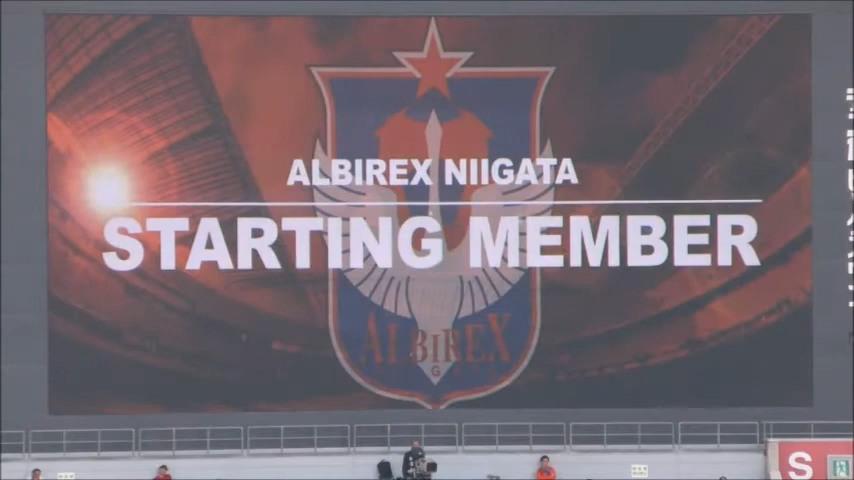 ALBIREX NIIGATA
STARTING MEMBER
ALBIREX
G
S